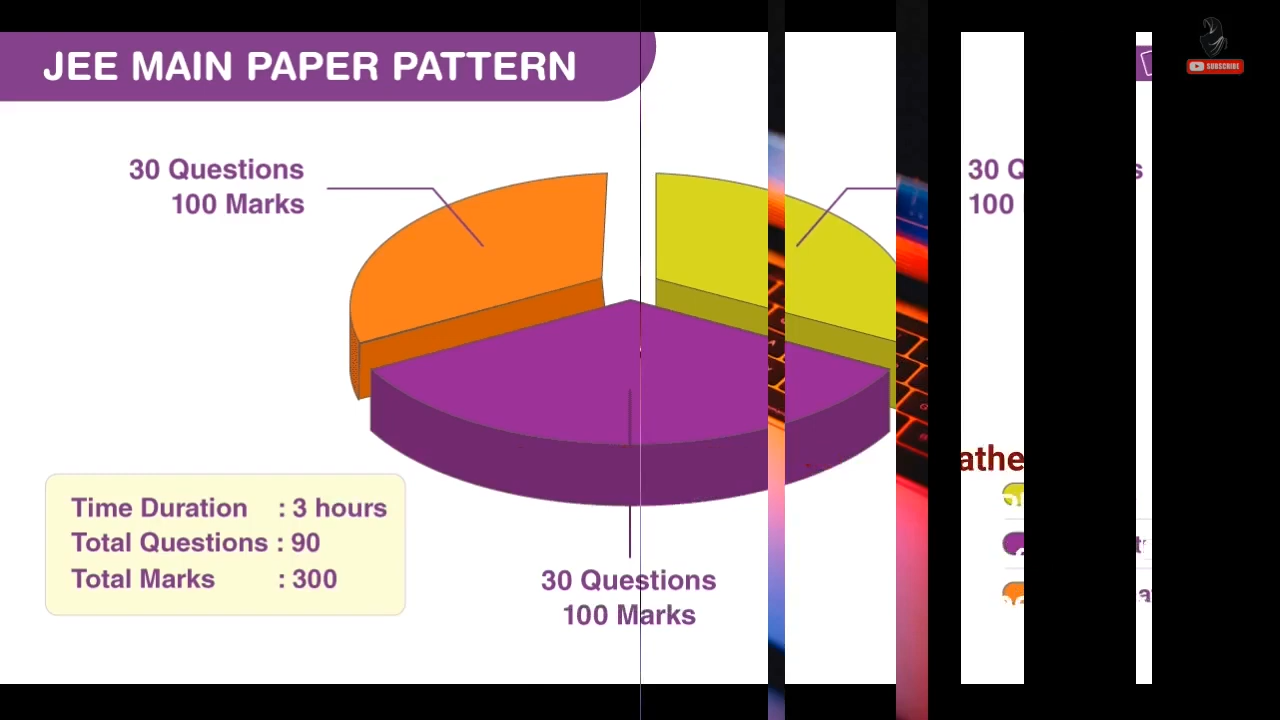 JEE MAIN PAPER PATTERN
SUBSCRIBE
30 Questions
100 Marks
30 Q
100
athe
Time Duration : 3 hours
Total Questions : 90
Total Marks : 300
30 Questions
100 Marks